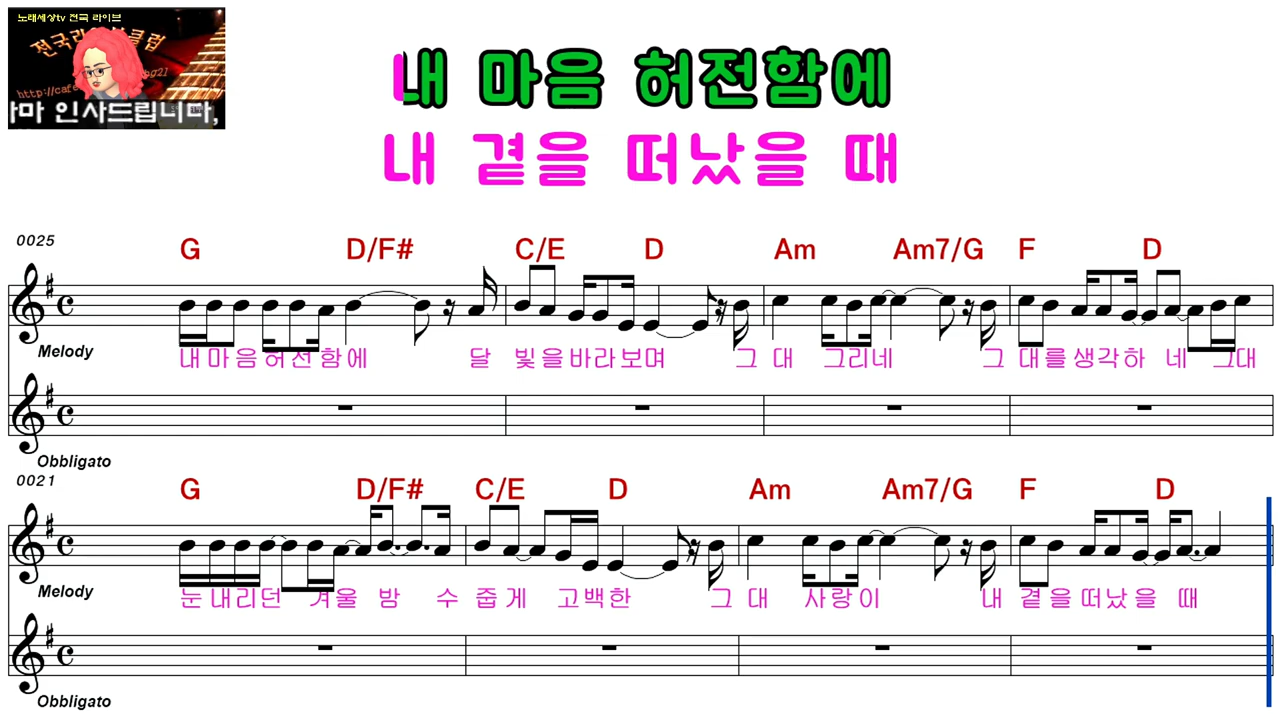 노래세상tv 전국 라이브
http://cafe
마 인사드립니다,
내 마음 허전함에
내 곁을 떠났을 때
0025
G D/F# C/E D Am Am7/G F D
Melody
내마음허전함에 달 빛을바라보며 그 대 그리네 그 대를생각하 네 그대
Obbligato
0021
G D/F# C/E D Am Am7/G F D
Melody
눈내리던 겨울 밤 수 줍게 고백한 그 대 사랑이 내 곁을떠났을 때
Obbligato